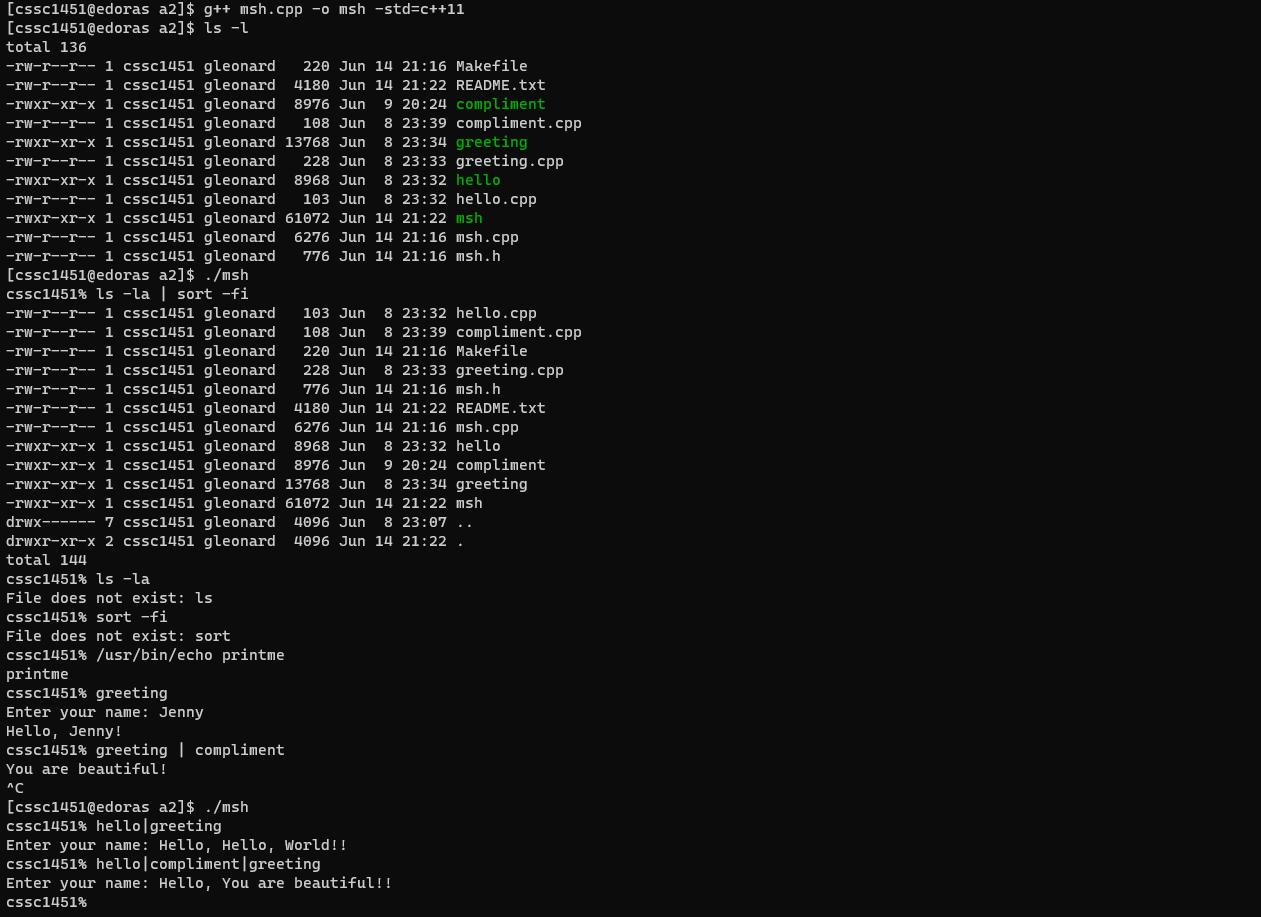 [cssc1451@edoras a2]$ g++ msh.cpp -o msh -std=c++11
[cssc1451@edoras a2]$ ls -l
total 136
-rw-r--r-- 1 cssc1451 gleonard   220 Jun 14 21:16 Makefile
-rw-r--r-- 1 cssc1451 gleonard  4180 Jun 14 21:22 README.txt
-rwxr-xr-x 1 cssc1451 gleonard  8976 Jun  9 20:24 compliment
-rw-r--r-- 1 cssc1451 gleonard   108 Jun  8 23:39 compliment.cpp
-rwxr-xr-x 1 cssc1451 gleonard 13768 Jun  8 23:34 greeting
-rw-r--r-- 1 cssc1451 gleonard   228 Jun  8 23:33 greeting.cpp
-rwxr-xr-x 1 cssc1451 gleonard  8968 Jun  8 23:32 hello
-rw-r--r-- 1 cssc1451 gleonard   103 Jun  8 23:32 hello.cpp
-rwxr-xr-x 1 cssc1451 gleonard 61072 Jun 14 21:22 msh
-rw-r--r-- 1 cssc1451 gleonard  6276 Jun 14 21:16 msh.cpp
-rw-r--r-- 1 cssc1451 gleonard   776 Jun 14 21:16 msh.h
[cssc1451@edoras a2]$ ./msh
cssc1451% ls -la | sort -fi
-rw-r--r-- 1 cssc1451 gleonard   103 Jun  8 23:32 hello.cpp
-rw-r--r-- 1 cssc1451 gleonard   108 Jun  8 23:39 compliment.cpp
-rw-r--r-- 1 cssc1451 gleonard   220 Jun 14 21:16 Makefile
-rw-r--r-- 1 cssc1451 gleonard   228 Jun  8 23:33 greeting.cpp
-rw-r--r-- 1 cssc1451 gleonard   776 Jun 14 21:16 msh.h
-rw-r--r-- 1 cssc1451 gleonard  4180 Jun 14 21:22 README.txt
-rw-r--r-- 1 cssc1451 gleonard  6276 Jun 14 21:16 msh.cpp
-rwxr-xr-x 1 cssc1451 gleonard  8968 Jun  8 23:32 hello
-rwxr-xr-x 1 cssc1451 gleonard  8976 Jun  9 20:24 compliment
-rwxr-xr-x 1 cssc1451 gleonard 13768 Jun  8 23:34 greeting
-rwxr-xr-x 1 cssc1451 gleonard 61072 Jun 14 21:22 msh
drwx------ 7 cssc1451 gleonard  4096 Jun  8 23:07 ..
drwxr-xr-x 2 cssc1451 gleonard  4096 Jun 14 21:22 .
total 144
cssc1451% ls -la
File does not exist: ls
cssc1451% sort -fi
File does not exist: sort
cssc1451% /usr/bin/echo printme
printme
cssc1451% greeting
Enter your name: Jenny
Hello, Jenny!
cssc1451% greeting | compliment
You are beautiful!
^C
[cssc1451@edoras a2]$ ./msh
cssc1451% hello|greeting
Enter your name: Hello, Hello, World!!
cssc1451% hello|compliment|greeting
Enter your name: Hello, You are beautiful!!
cssc1451%